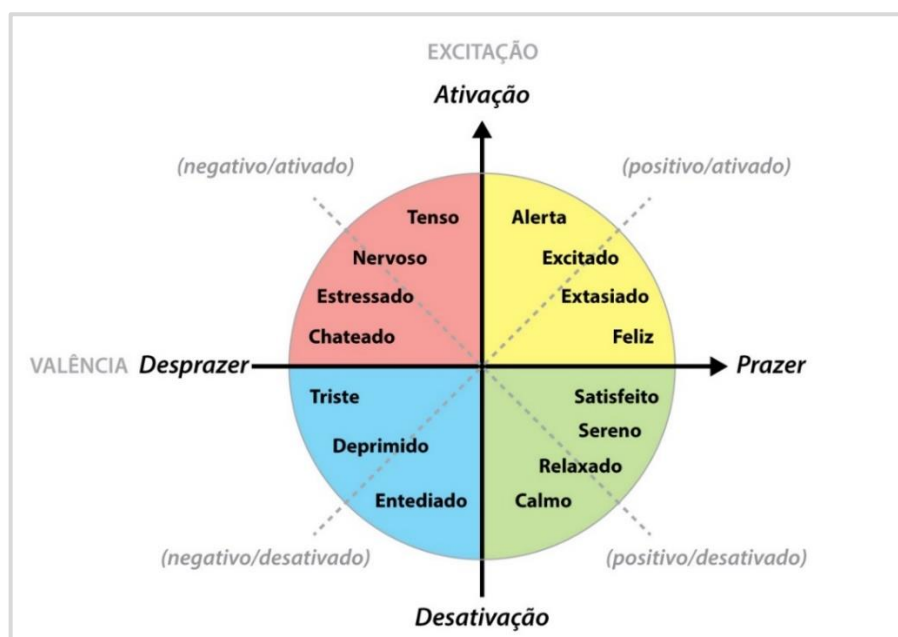 EXCITAÇÃO
Ativação
(negativo/ativado)
(positivo/ativado)
Tenso
Alerta
Nervoso
Excitado
Estressado
Extasiado
Chateado
Feliz
VALÊNCIA
Desprazer
Prazer
Triste
Satisfeito
Sereno
Deprimido
Relaxado
Entediado
Calmo
(negativo/desativado)
(positivo/desativado)
Desativação